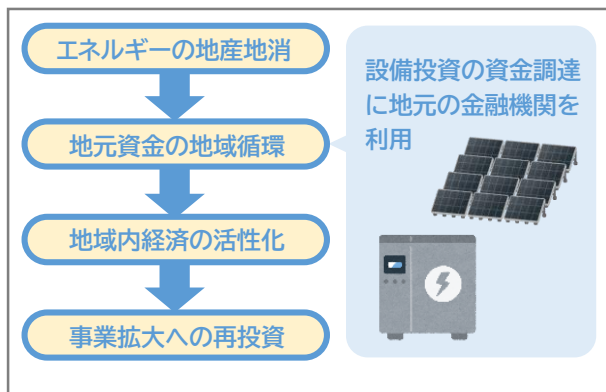 エネルギーの地産地消
地元資金の地域循環
地域内経済の活性化
事業拡大への再投資
設備投資の資金調達
に地元の金融機関を
利用